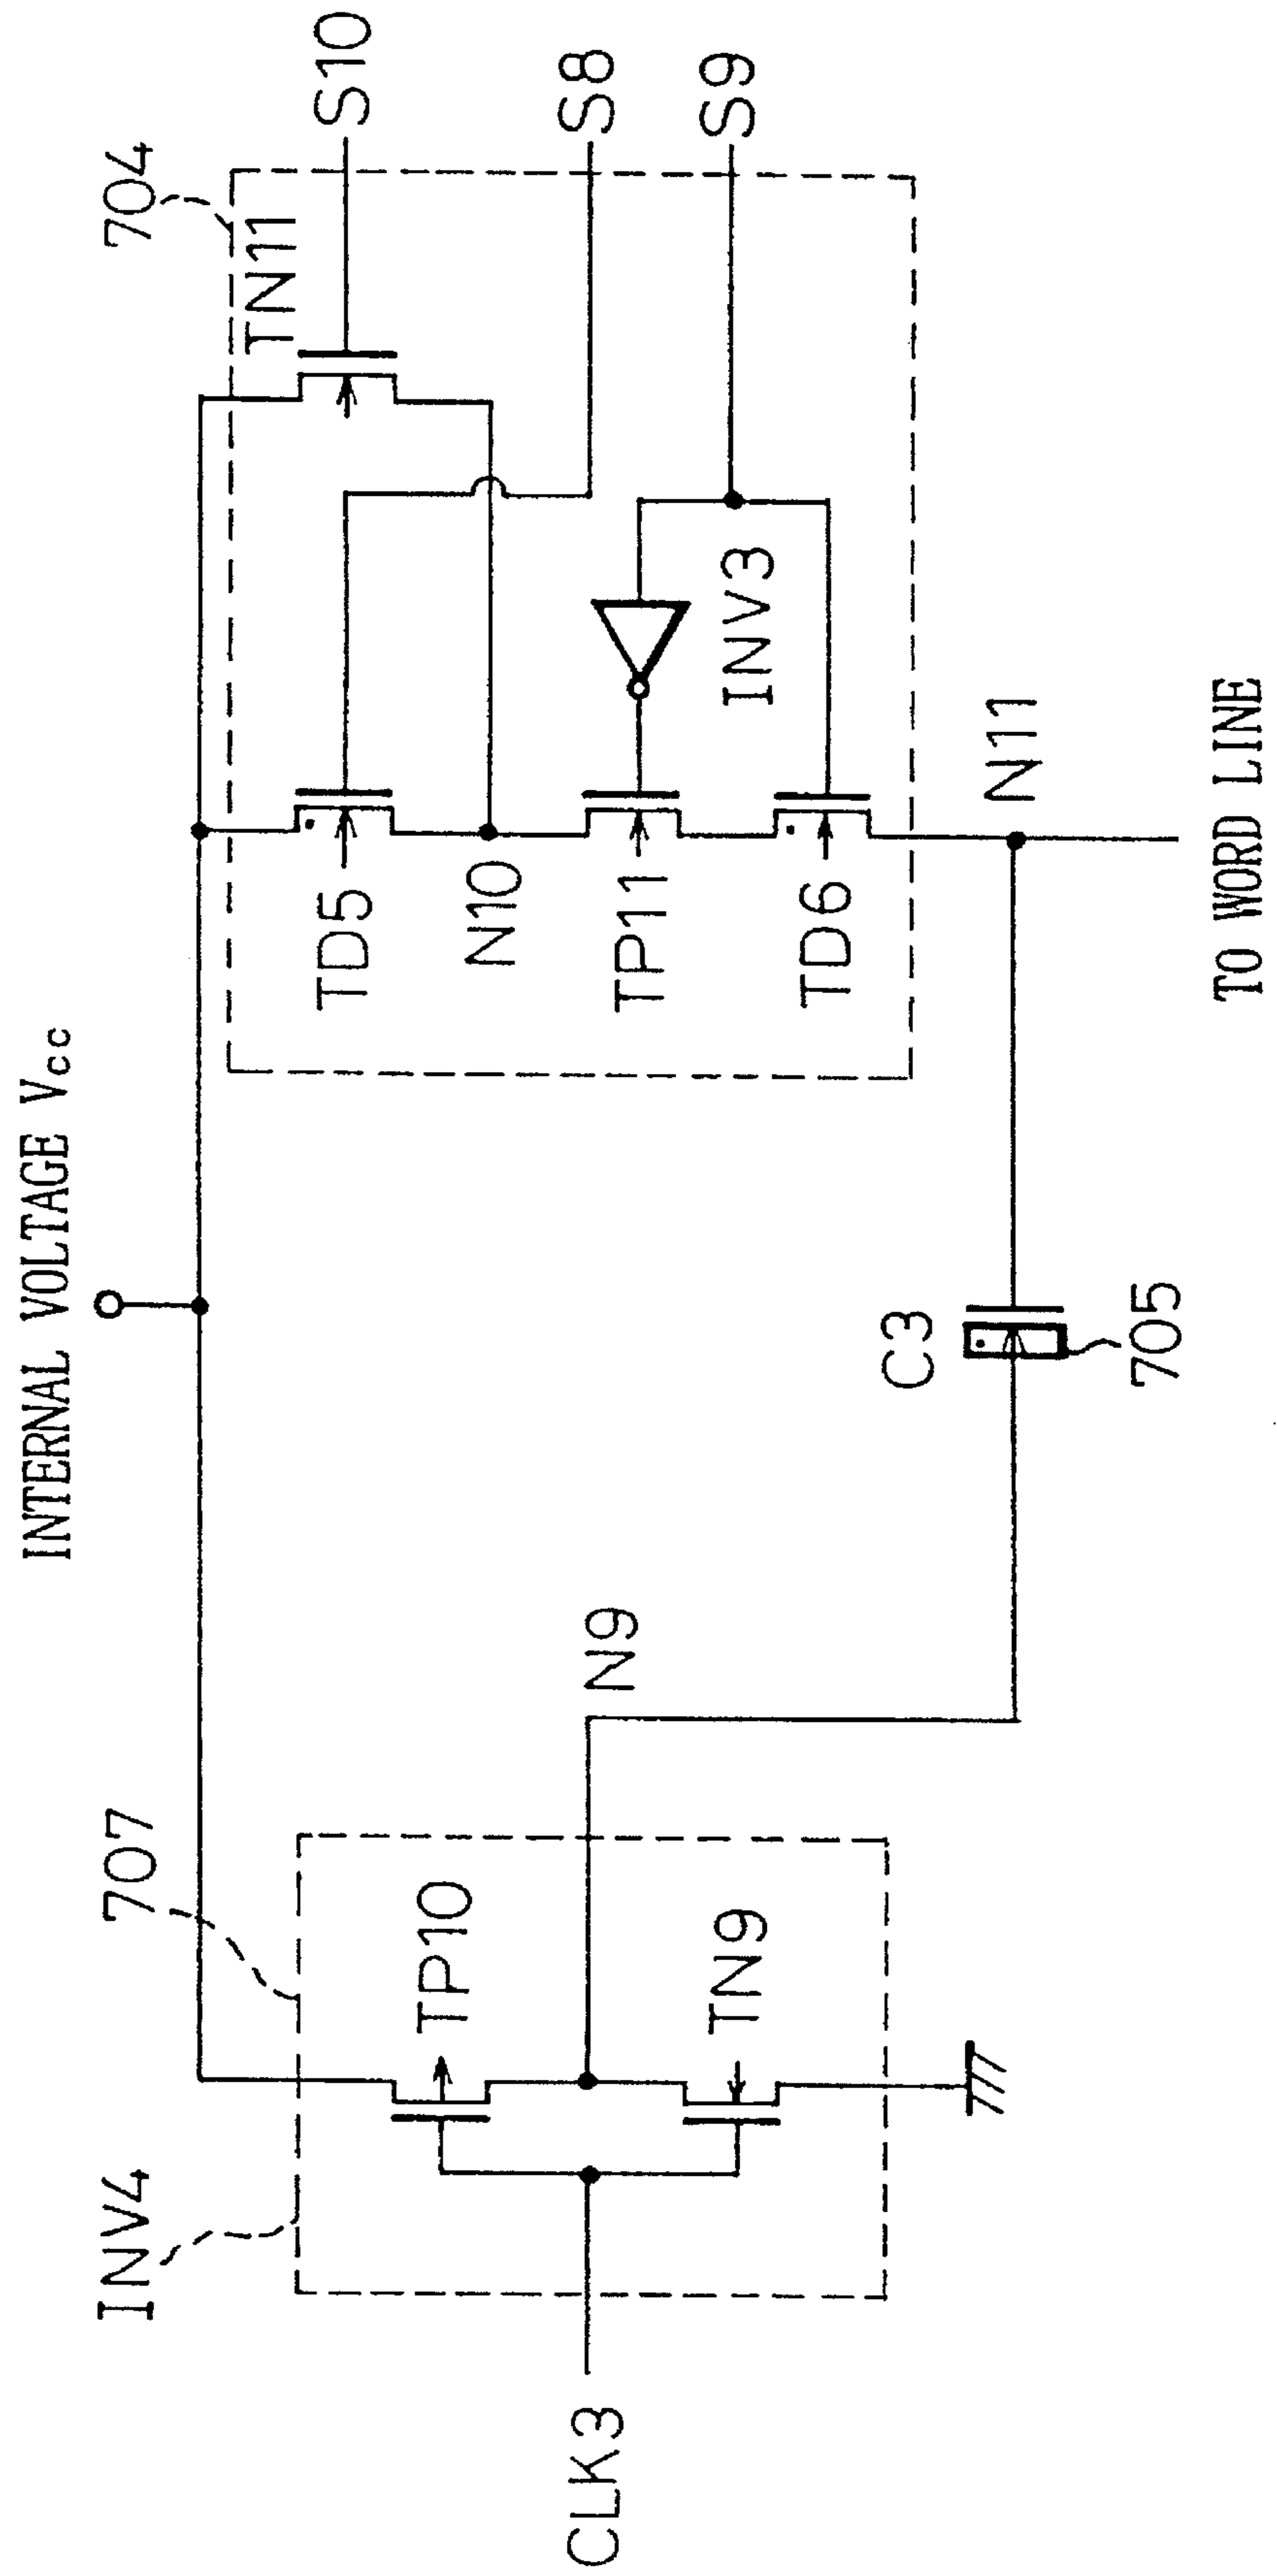 INTERNAL VOLTAGE Vcc
INV4
707
704
S10
TN11
TP10
TD5
S8
CLK3
N9
N10
TP11
S9
TN9
INV3
TD6
C3
N11
705
TO WORD LINE